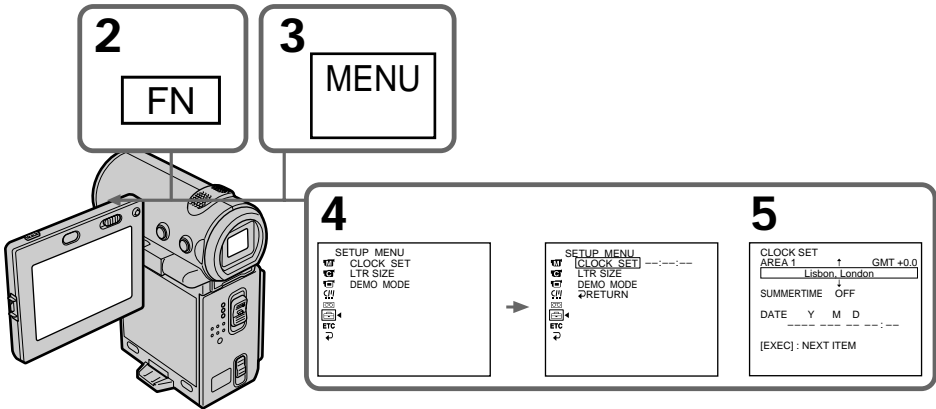 2
FN
3
MENU
4
SETUP MENU
CLOCK SET
LTR SIZE
DEMO MODE
ETC
SETUP MENU
CLOCK SET --:--:--
LTR SIZE
DEMO MODE
RETURN
ETC
5
CLOCK SET
AREA 1 GMT +0.0
Lisbon, London
SUMMERTIME OFF
DATE Y M D
---- --- -- --:--
[EXEC] : NEXT ITEM